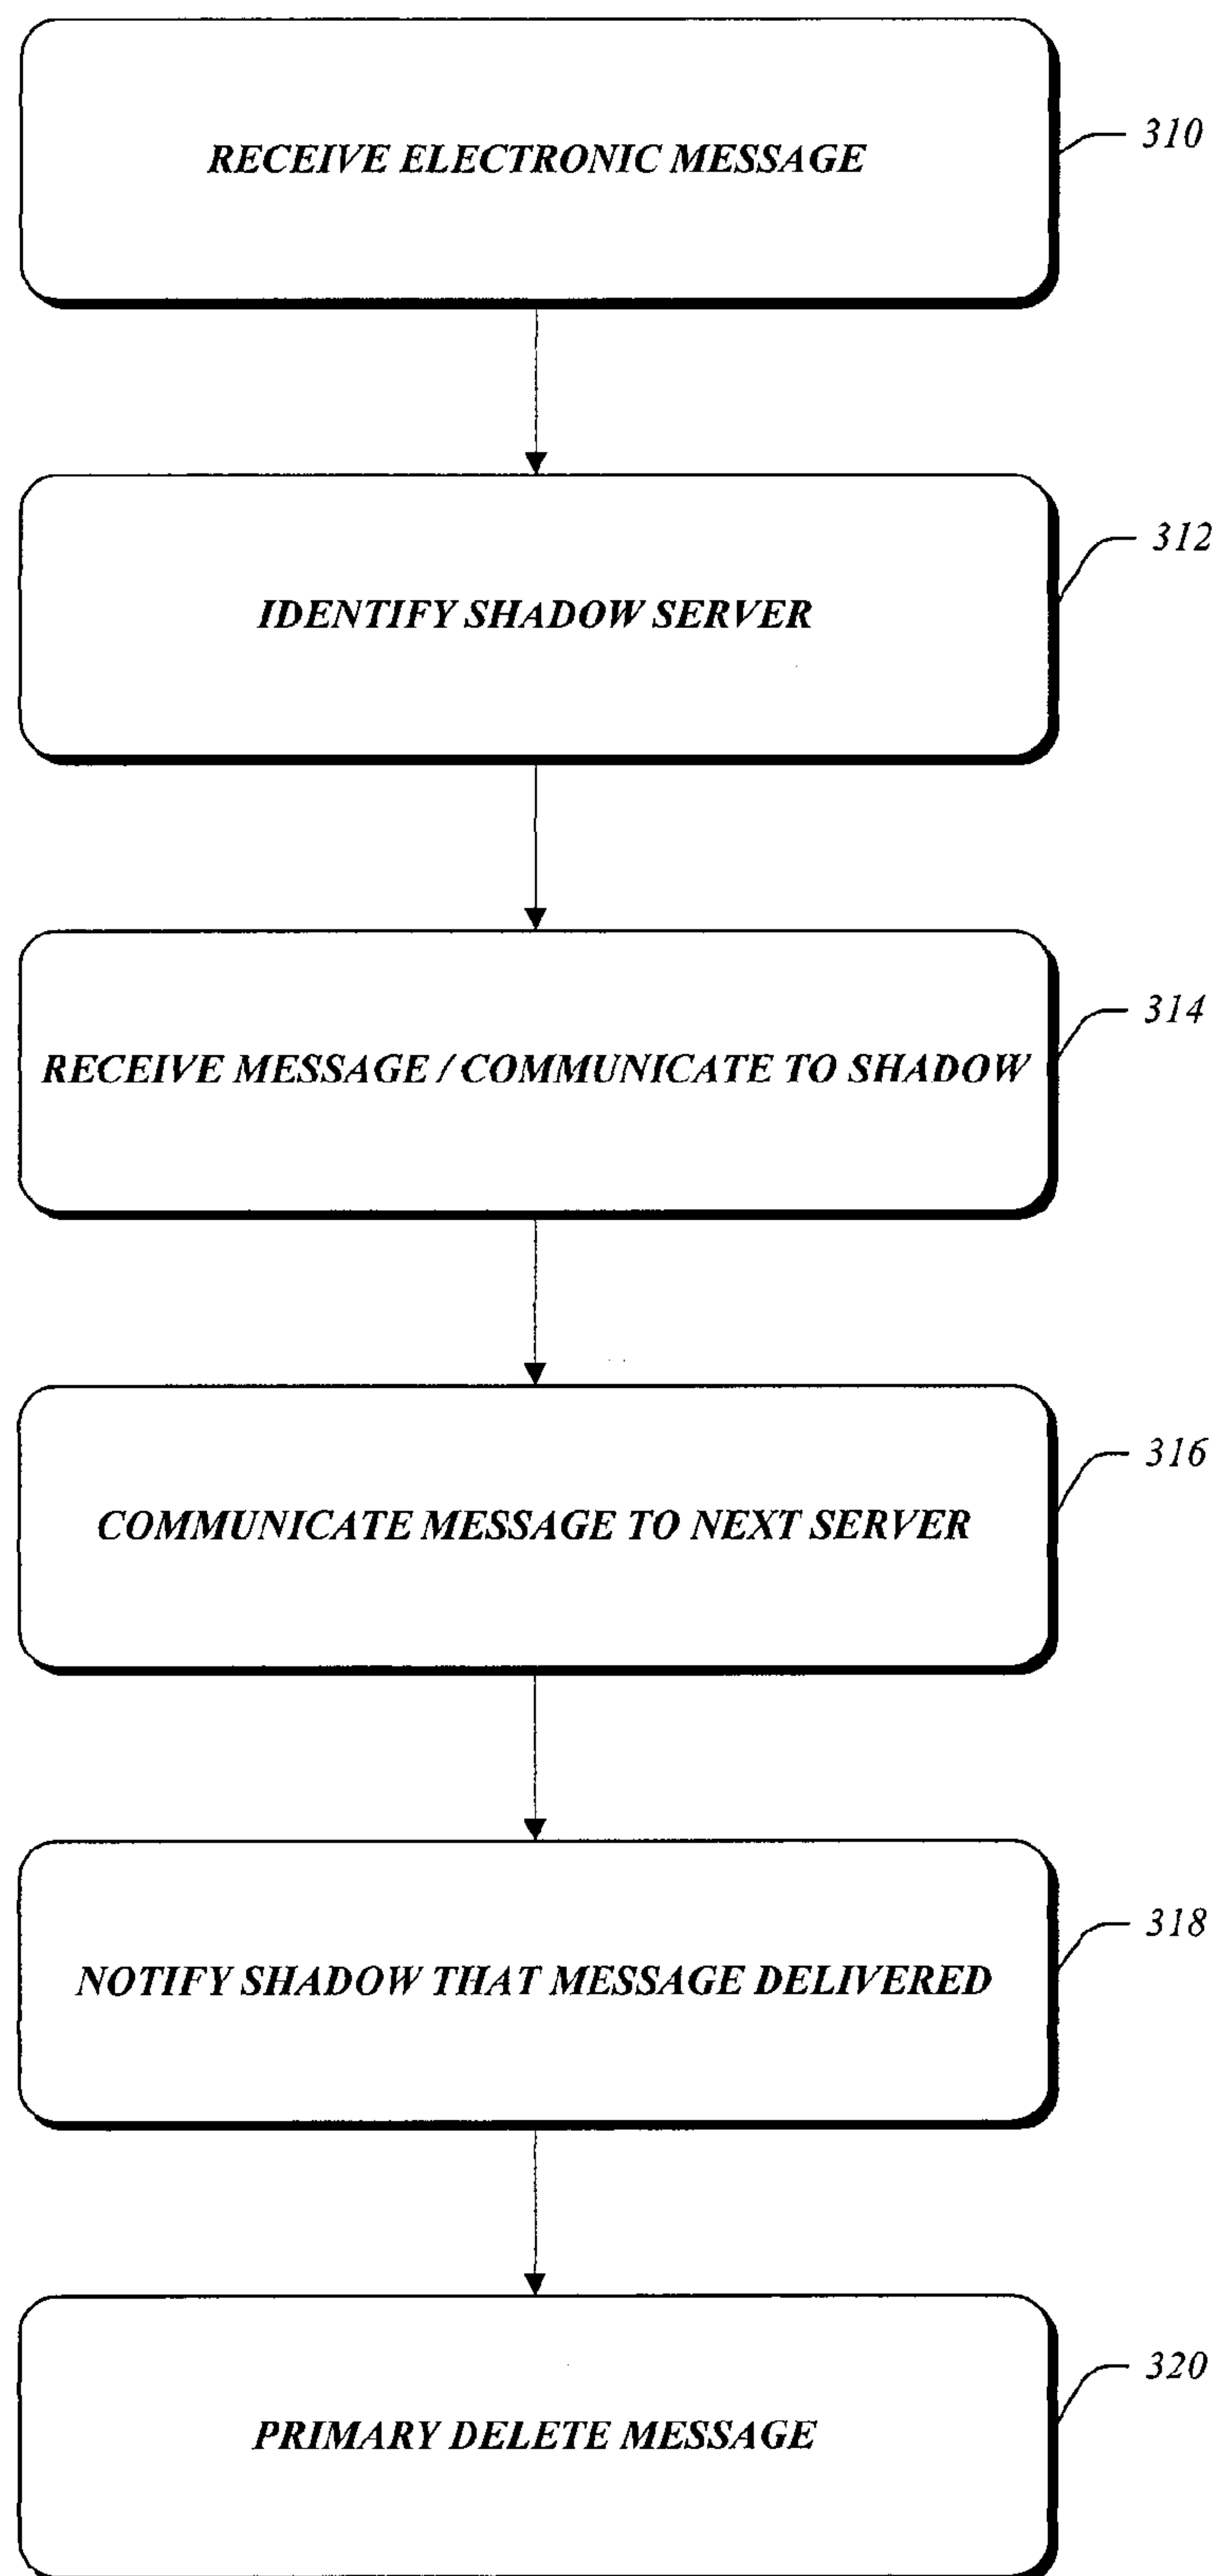 RECEIVE ELECTRONIC MESSAGE
310
IDENTIFY SHADOW SERVER
312
RECEIVE MESSAGE / COMMUNICATE TO SHADOW
314
COMMUNICATE MESSAGE TO NEXT SERVER
316
NOTIFY SHADOW THAT MESSAGE DELIVERED
318
PRIMARY DELETE MESSAGE
320